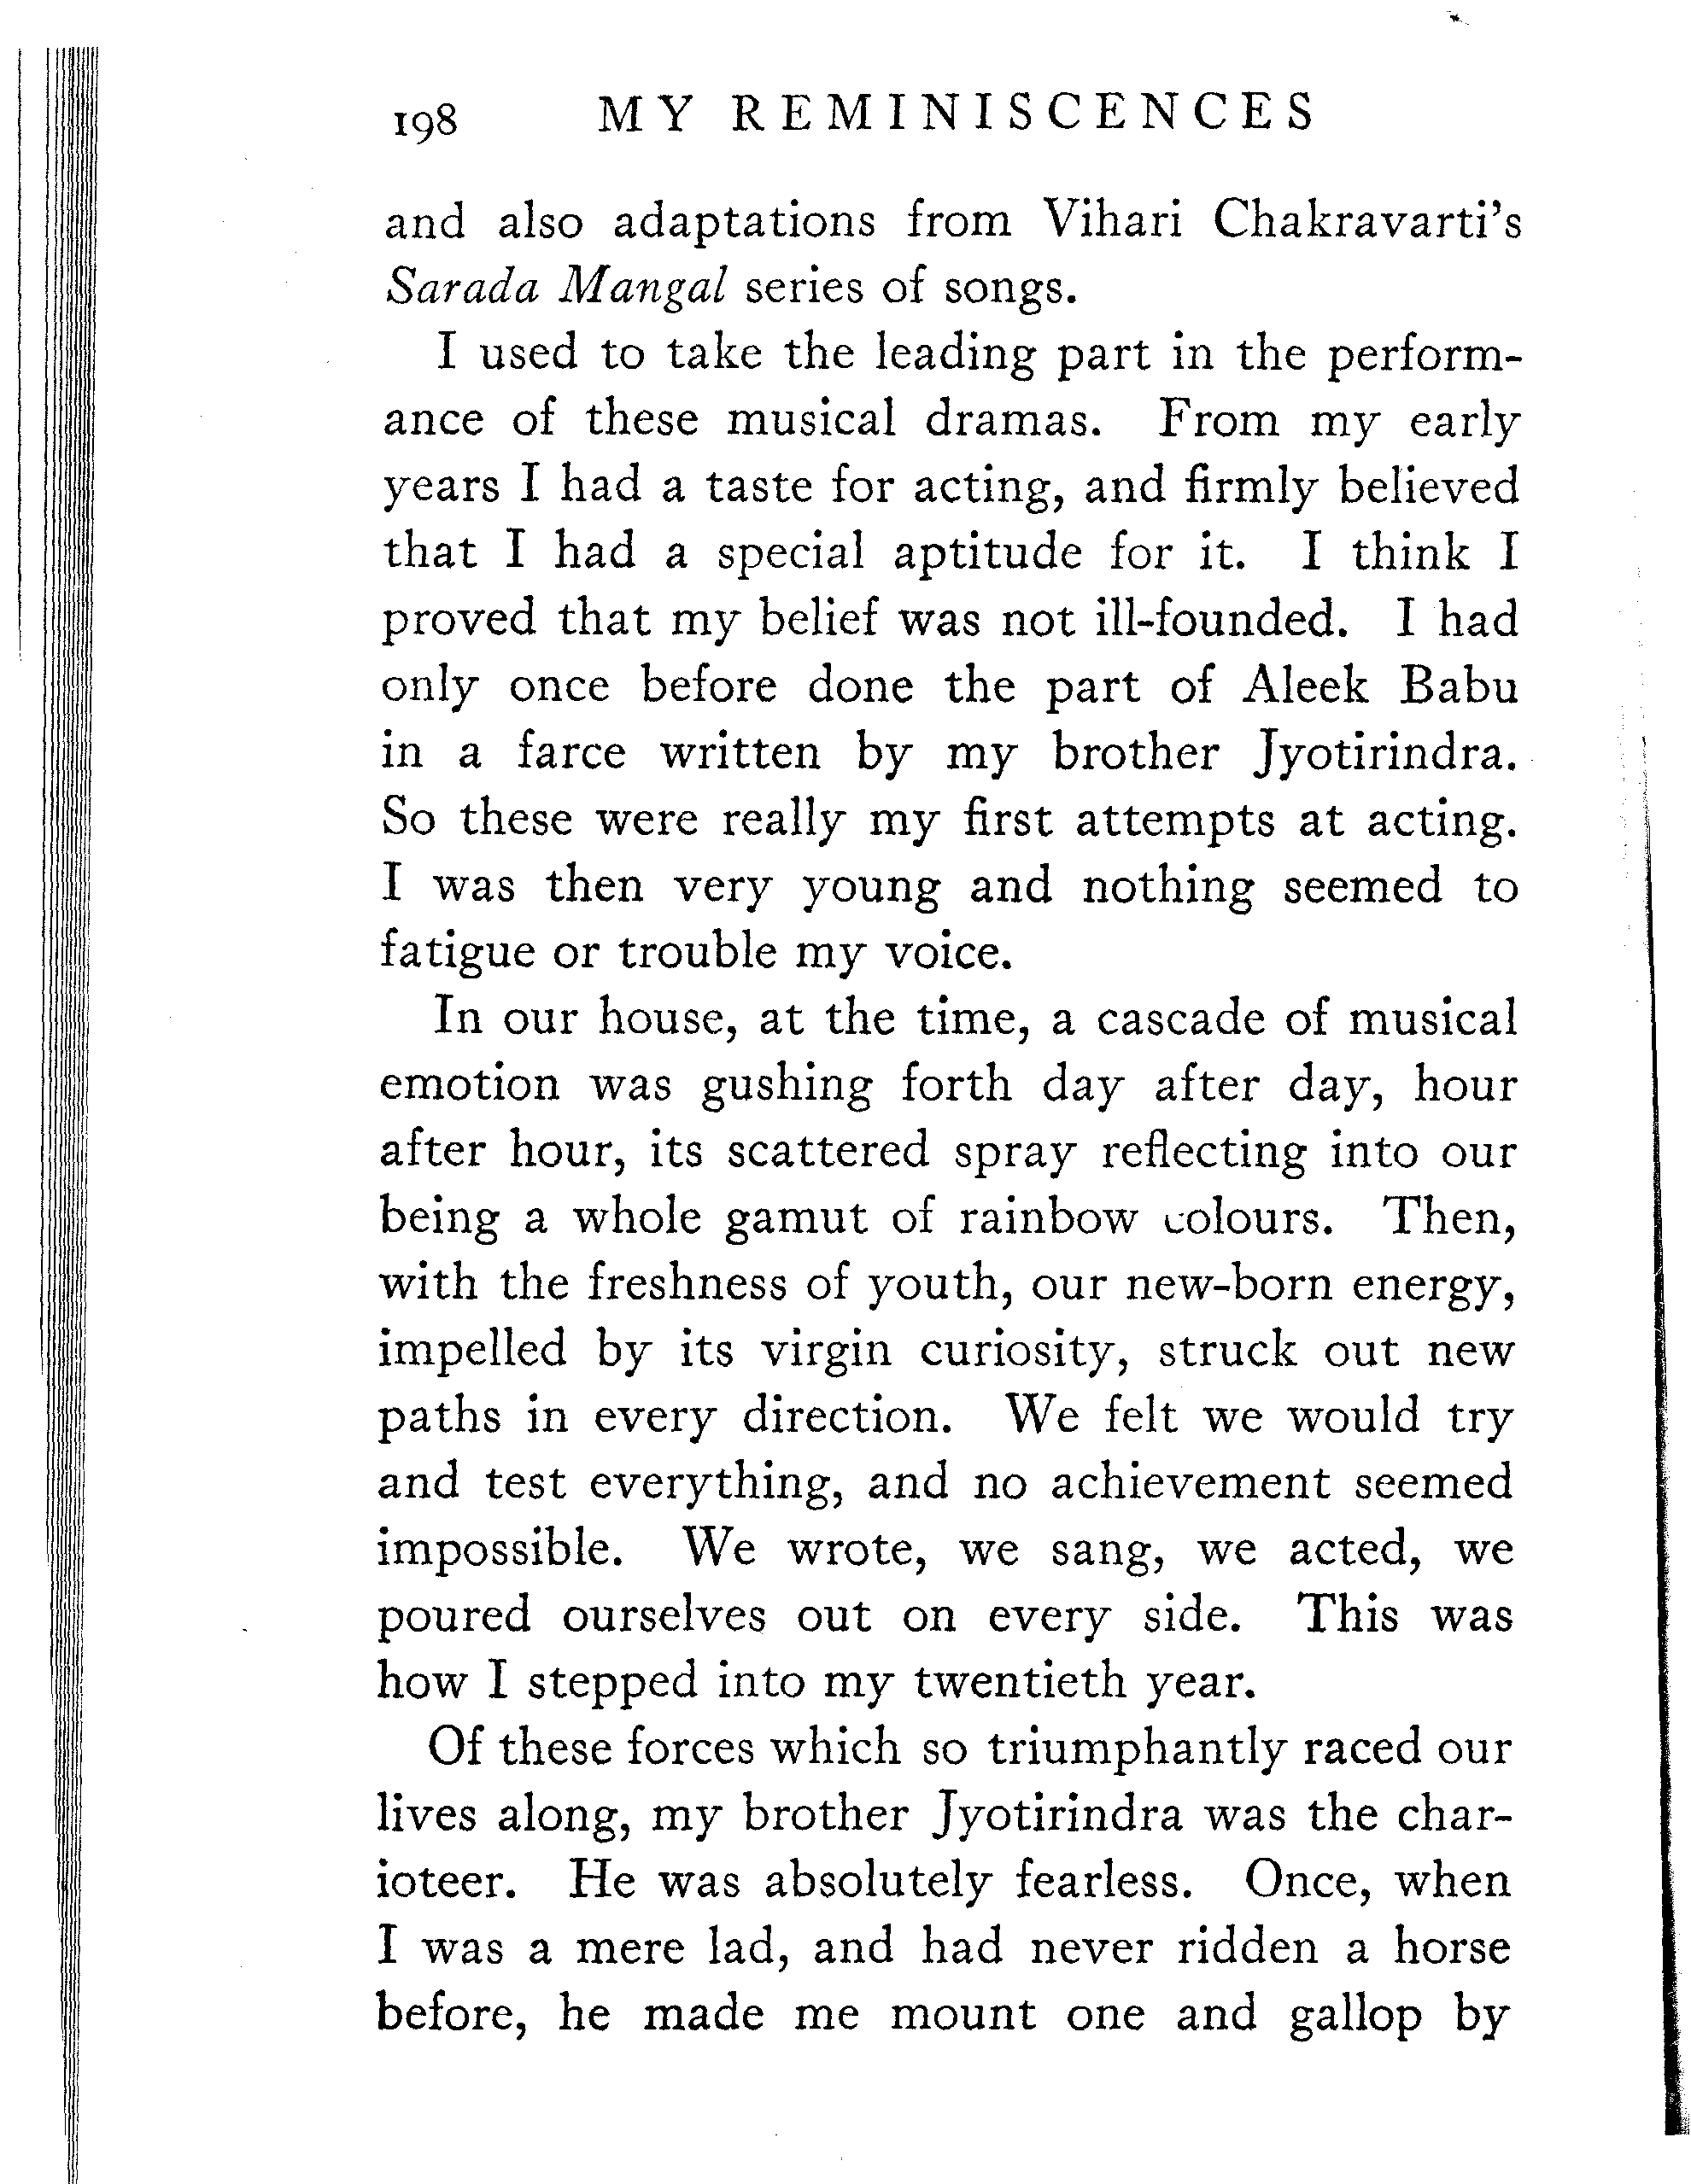 198 MY REMINISCENCES
and also adaptations from Vihari Chakravarti's
Sarada Mangal series of songs.
I used to take the leading part in the perform-
ance of these musical dramas. From my early
years I had a taste for acting, and firmly believed
that I had a special aptitude for it. I think I
proved that my belief was not ill-founded. I had
only once before done the part of Aleek Babu
in a farce written by my brother Jyotirindra.
So these were really my first attempts at acting.
I was then very young and nothing seemed to
fatigue or trouble my voice.
In our house, at the time, a cascade of musical
emotion was gushing forth day after day, hour
after hour, its scattered spray reflecting into our
being a whole gamut of rainbow colours. Then,
with the freshness of youth, our new-born energy,
impelled by its virgin curiosity, struck out new
paths in every direction. We felt we would try
and test everything, and no achievement seemed
impossible. We wrote, we sang, we acted, we
poured ourselves out on every side. This was
how I stepped into my twentieth year.
Of these forces which so triumphantly raced our
lives along, my brother Jyotirindra was the char-
ioteer. He was absolutely fearless. Once, when
I was a mere lad, and had never ridden a horse
before, he made me mount one and gallop by